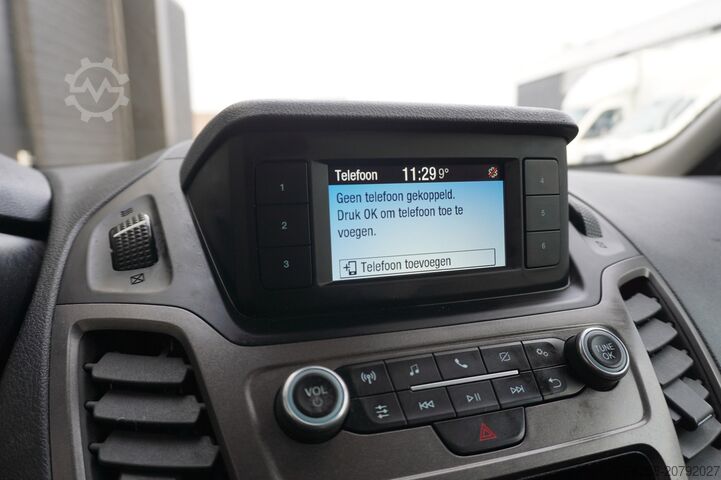 Telefoon 11:29 9°
Geen telefoon gekoppeld.
Druk OK om telefoon toe te
voegen.
Telefoon toevoegen
1
2
3
4
5
6
VOL
TUNE
OK
20792027